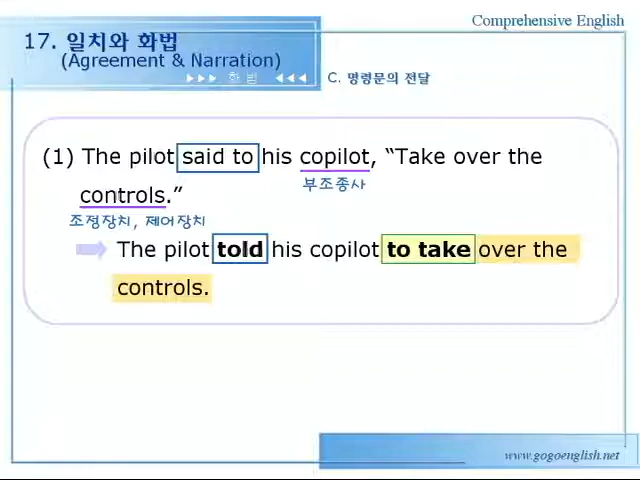 Comprehensive English
17. 일치와 화법
(Agreement & Narration)
▶▶▶ 화 법 ◀◀◀
C. 명령문의 전달
(1) The pilot said to his copilot, “Take over the
부조종사
controls.”
조정장치, 제어장치
The pilot told his copilot to take over the
controls.
www.gogoenglish.net